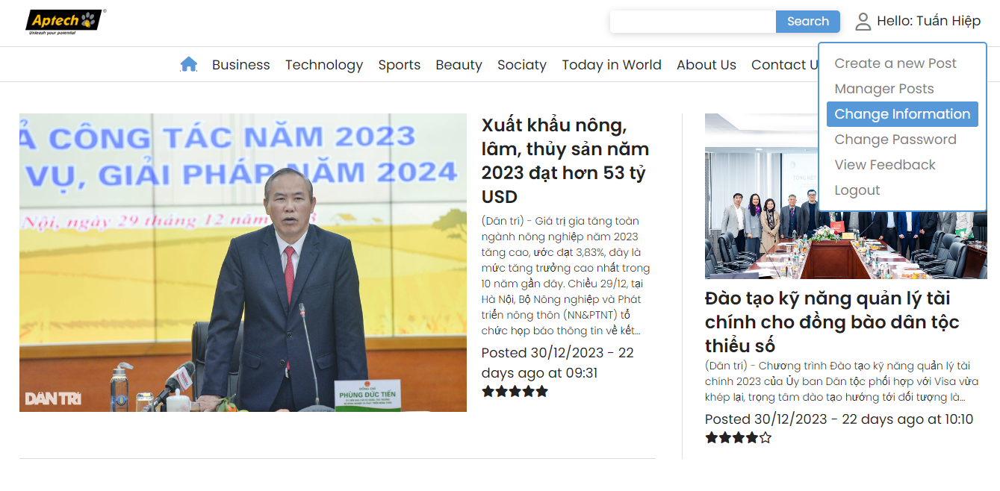 Aptech
Unleash your potential
Search
Hello: Tuấn Hiệp
Business Technology Sports Beauty Sociaty Today in World About Us Contact U
Create a new Post
Manager Posts
Change Information
Change Password
View Feedback
Logout
Ả CÔNG TÁC NĂM 2023
VỤ, GIẢI PHÁP NĂM 2024
Nội, ngày 29 tháng 12 năm
DÂN TRÍ
ĐỒNG CHÍ
PHÙNG ĐỨC TIẾN
Xuất khẩu nông,
lâm, thủy sản năm
2023 đạt hơn 53 tỷ
USD
(Dân trí) - Giá trị gia tăng toàn
ngành nông nghiệp năm 2023
tăng cao, ước đạt 3,83%, đây là
mức tăng trưởng cao nhất trong
10 năm gần đây. Chiều 29/12, tại
Hà Nội, Bộ Nông nghiệp và Phát
triển nông thôn (NN&PTNT) tổ
chức họp báo thông tin về kết...
Posted 30/12/2023 - 22
days ago at 09:31
TỔNG KẾT
Đào tạo kỹ năng quản lý tài
chính cho đồng bào dân tộc
thiểu số
(Dân trí) - Chương trình Đào tạo kỹ năng quản lý tài
chính 2023 của Ủy ban Dân tộc phối hợp với Visa vừa
khép lại, trọng tâm đào tạo hướng tới đối tượng là...
Posted 30/12/2023 - 22 days ago at 10:10